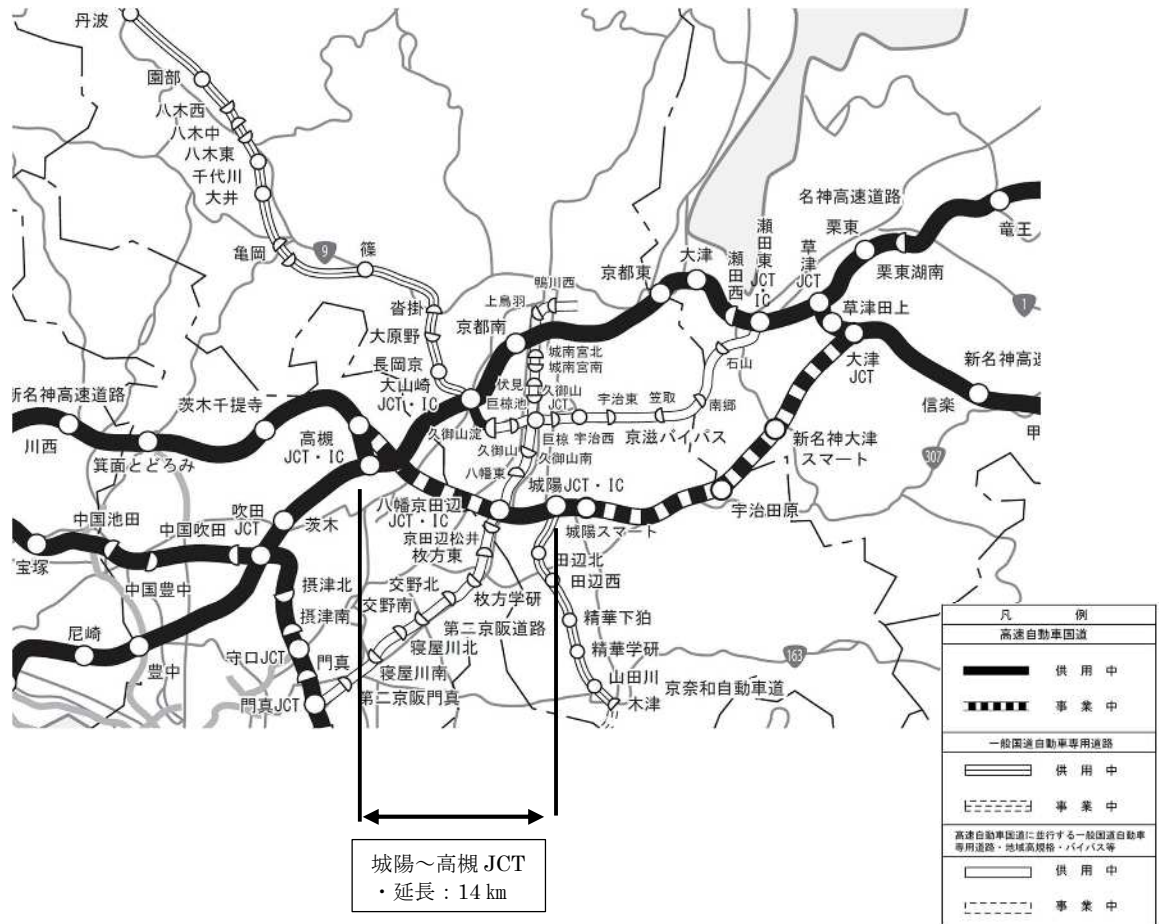 丹波
園部
八木西
八木中
八木東
千代川
大井
亀岡
9
篠
沓掛
大原野
長岡京
大山崎
JCT・IC
京都南
上鳥羽
鴨川西
京都東
大津
瀬田西
瀬田東
JCT
・
IC
草津
JCT
名神高速道路
栗東
栗東湖南
竜王
1
草津田上
大津
JCT
新名神高速
信楽
甲
307
新名神大津
スマート
宇治田原
石山
南郷
笠取
宇治東
京滋バイパス
宇治西
巨椋
城南宮北
城南宮南
伏見
巨椋池
久御山
JCT
久御山淀
久御山
久御山南
八幡東
城陽JCT・IC
城陽スマート
八幡京田辺
JCT・IC
京田辺松井
枚方東
枚方学研
交野北
交野南
第二京阪道路
寝屋川北
寝屋川南
第二京阪門真
田辺北
田辺西
精華下狛
精華学研
山田川
木津
京奈和自動車道
163
新名神高速道路
川西
箕面とどろみ
茨木千提寺
高槻
JCT・IC
茨木
吹田
JCT
中国吹田
中国池田
中国豊中
宝塚
尼崎
豊中
摂津北
摂津南
守口JCT
門真
門真JCT
城陽～高槻 JCT
・延長：14 km
凡 例
高速自動車国道
供 用 中
事 業 中
一般国道自動車専用道路
供 用 中
事 業 中
高速自動車国道に並行する一般国道自動車
専用道路・地域高規格・バイパス等
供 用 中
事 業 中